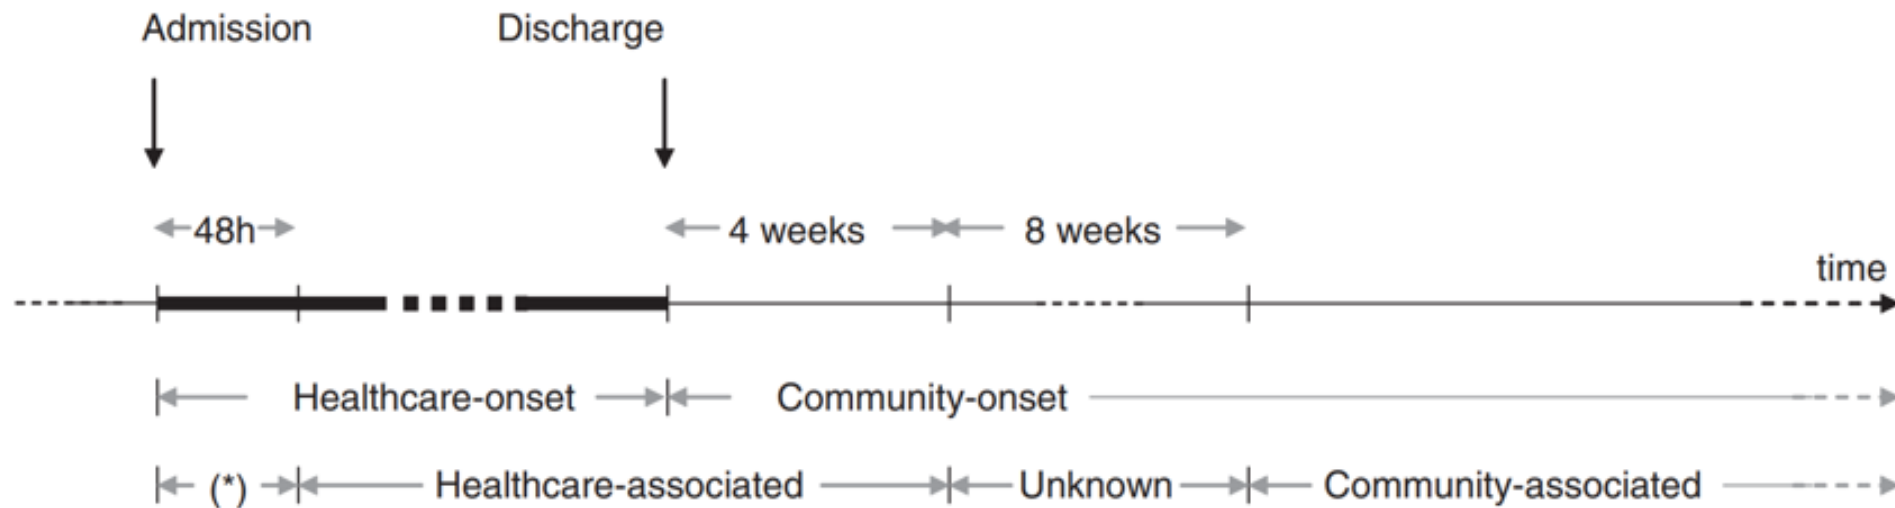 Admission Discharge
48h 4 weeks 8 weeks
time
Healthcare-onset Community-onset
(*) Healthcare-associated Unknown Community-associated